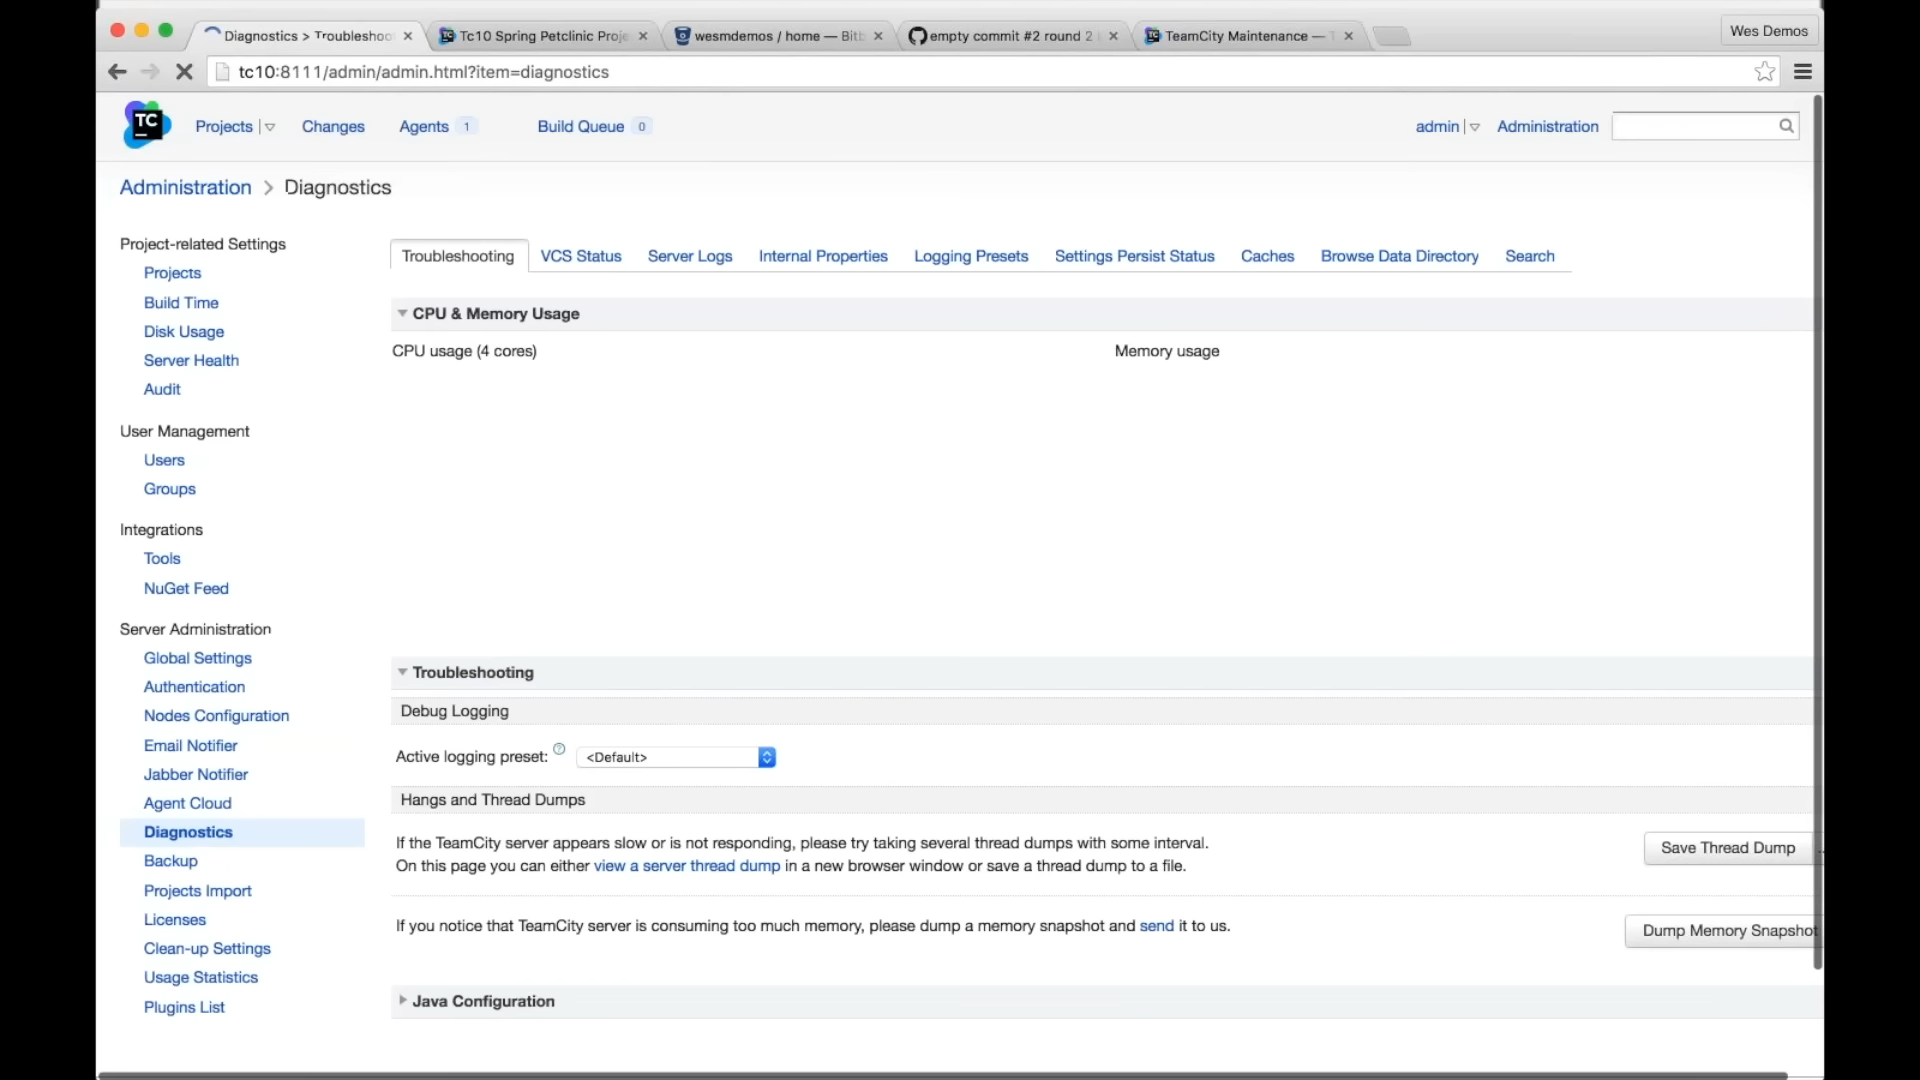 Diagnostics > Troubleshoo
Tc10 Spring Petclinic Proje
wesmdemos / home — Bitb
empty commit #2 round 2
TeamCity Maintenance —
Wes Demos
tc10:8111/admin/admin.html?item=diagnostics
TC
Projects
Changes
Agents 1
Build Queue 0
admin
Administration
Administration > Diagnostics
Project-related Settings
Projects
Build Time
Disk Usage
Server Health
Audit
User Management
Users
Groups
Integrations
Tools
NuGet Feed
Server Administration
Global Settings
Authentication
Nodes Configuration
Email Notifier
Jabber Notifier
Agent Cloud
Diagnostics
Backup
Projects Import
Licenses
Clean-up Settings
Usage Statistics
Plugins List
Troubleshooting
VCS Status
Server Logs
Internal Properties
Logging Presets
Settings Persist Status
Caches
Browse Data Directory
Search
CPU & Memory Usage
CPU usage (4 cores)
Memory usage
Troubleshooting
Debug Logging
Active logging preset: ? <Default>
Hangs and Thread Dumps
If the TeamCity server appears slow or is not responding, please try taking several thread dumps with some interval.
On this page you can either view a server thread dump in a new browser window or save a thread dump to a file.
Save Thread Dump
If you notice that TeamCity server is consuming too much memory, please dump a memory snapshot and send it to us.
Dump Memory Snapshot
Java Configuration